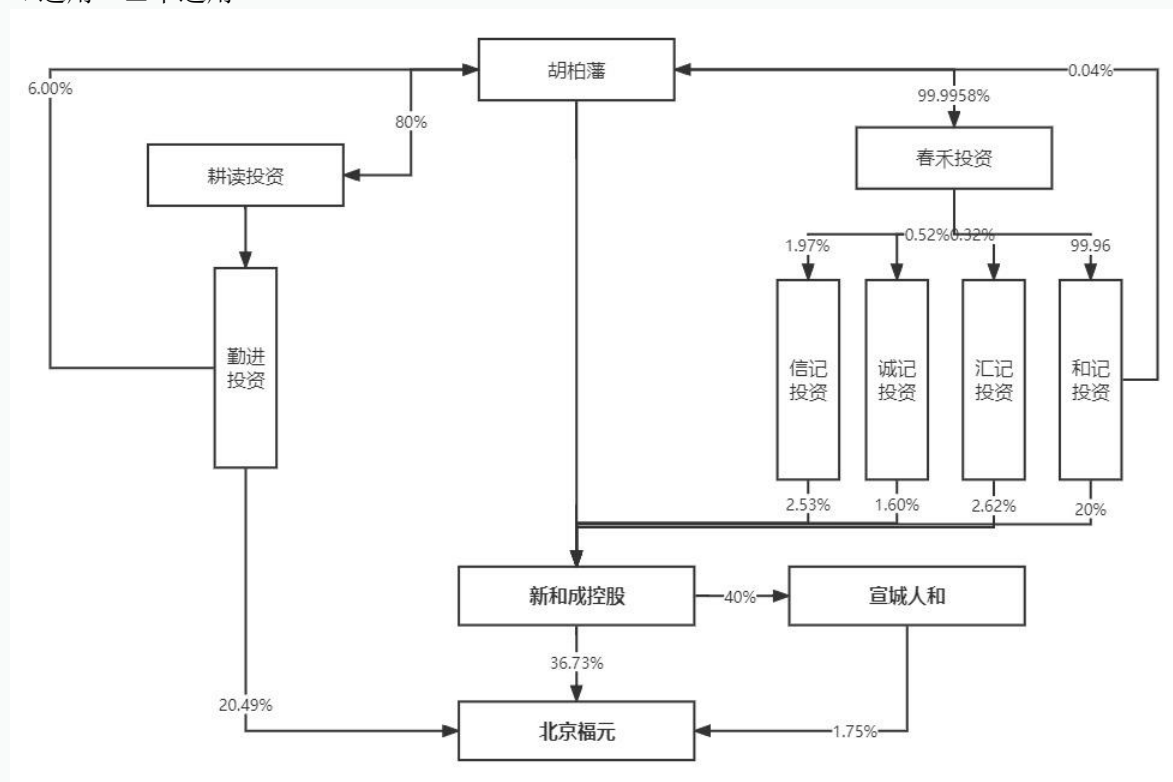 胡柏藩
6.00%
0.04%
99.9958%
80%
春禾投资
耕读投资
1.97%
0.52%
0.32%
99.96
勤进
投资
信记
投资
诚记
投资
汇记
投资
和记
投资
2.53%
1.60%
2.62%
20%
新和成控股
40%
宣城人和
36.73%
20.49%
北京福元
1.75%